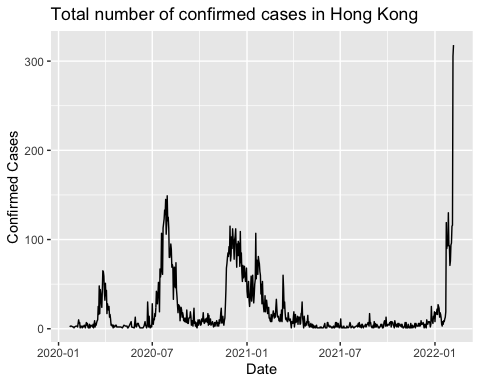 Total number of confirmed cases in Hong Kong
Confirmed Cases
300
200
100
0
2020-01 2020-07 2021-01 2021-07 2022-01
Date